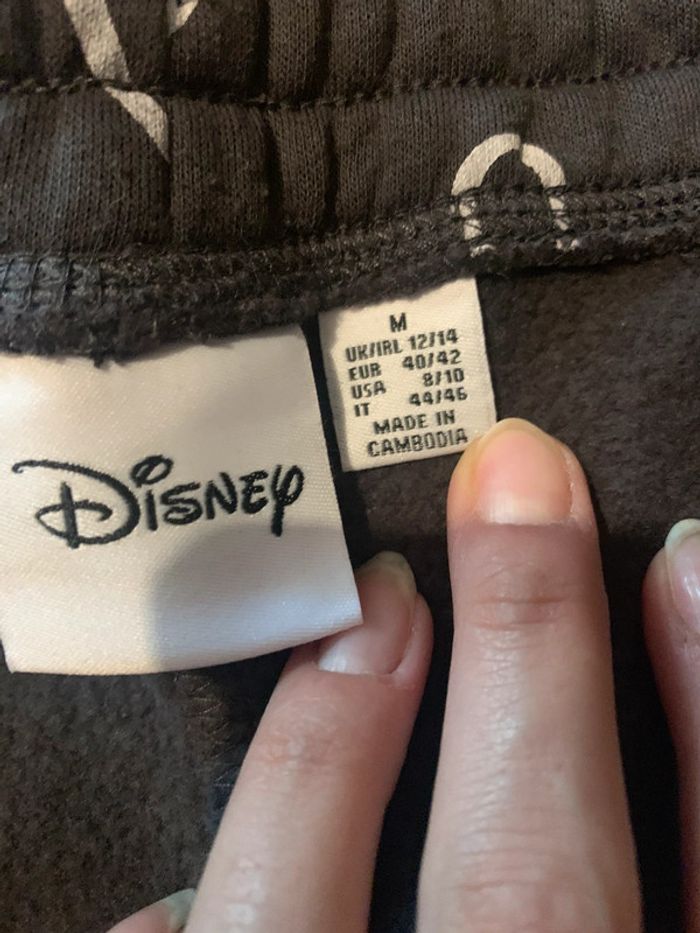 M
UK/IRL 12/14
EUR 40/42
USA 8/10
IT 44/46
MADE IN
CAMBODIA
Disney